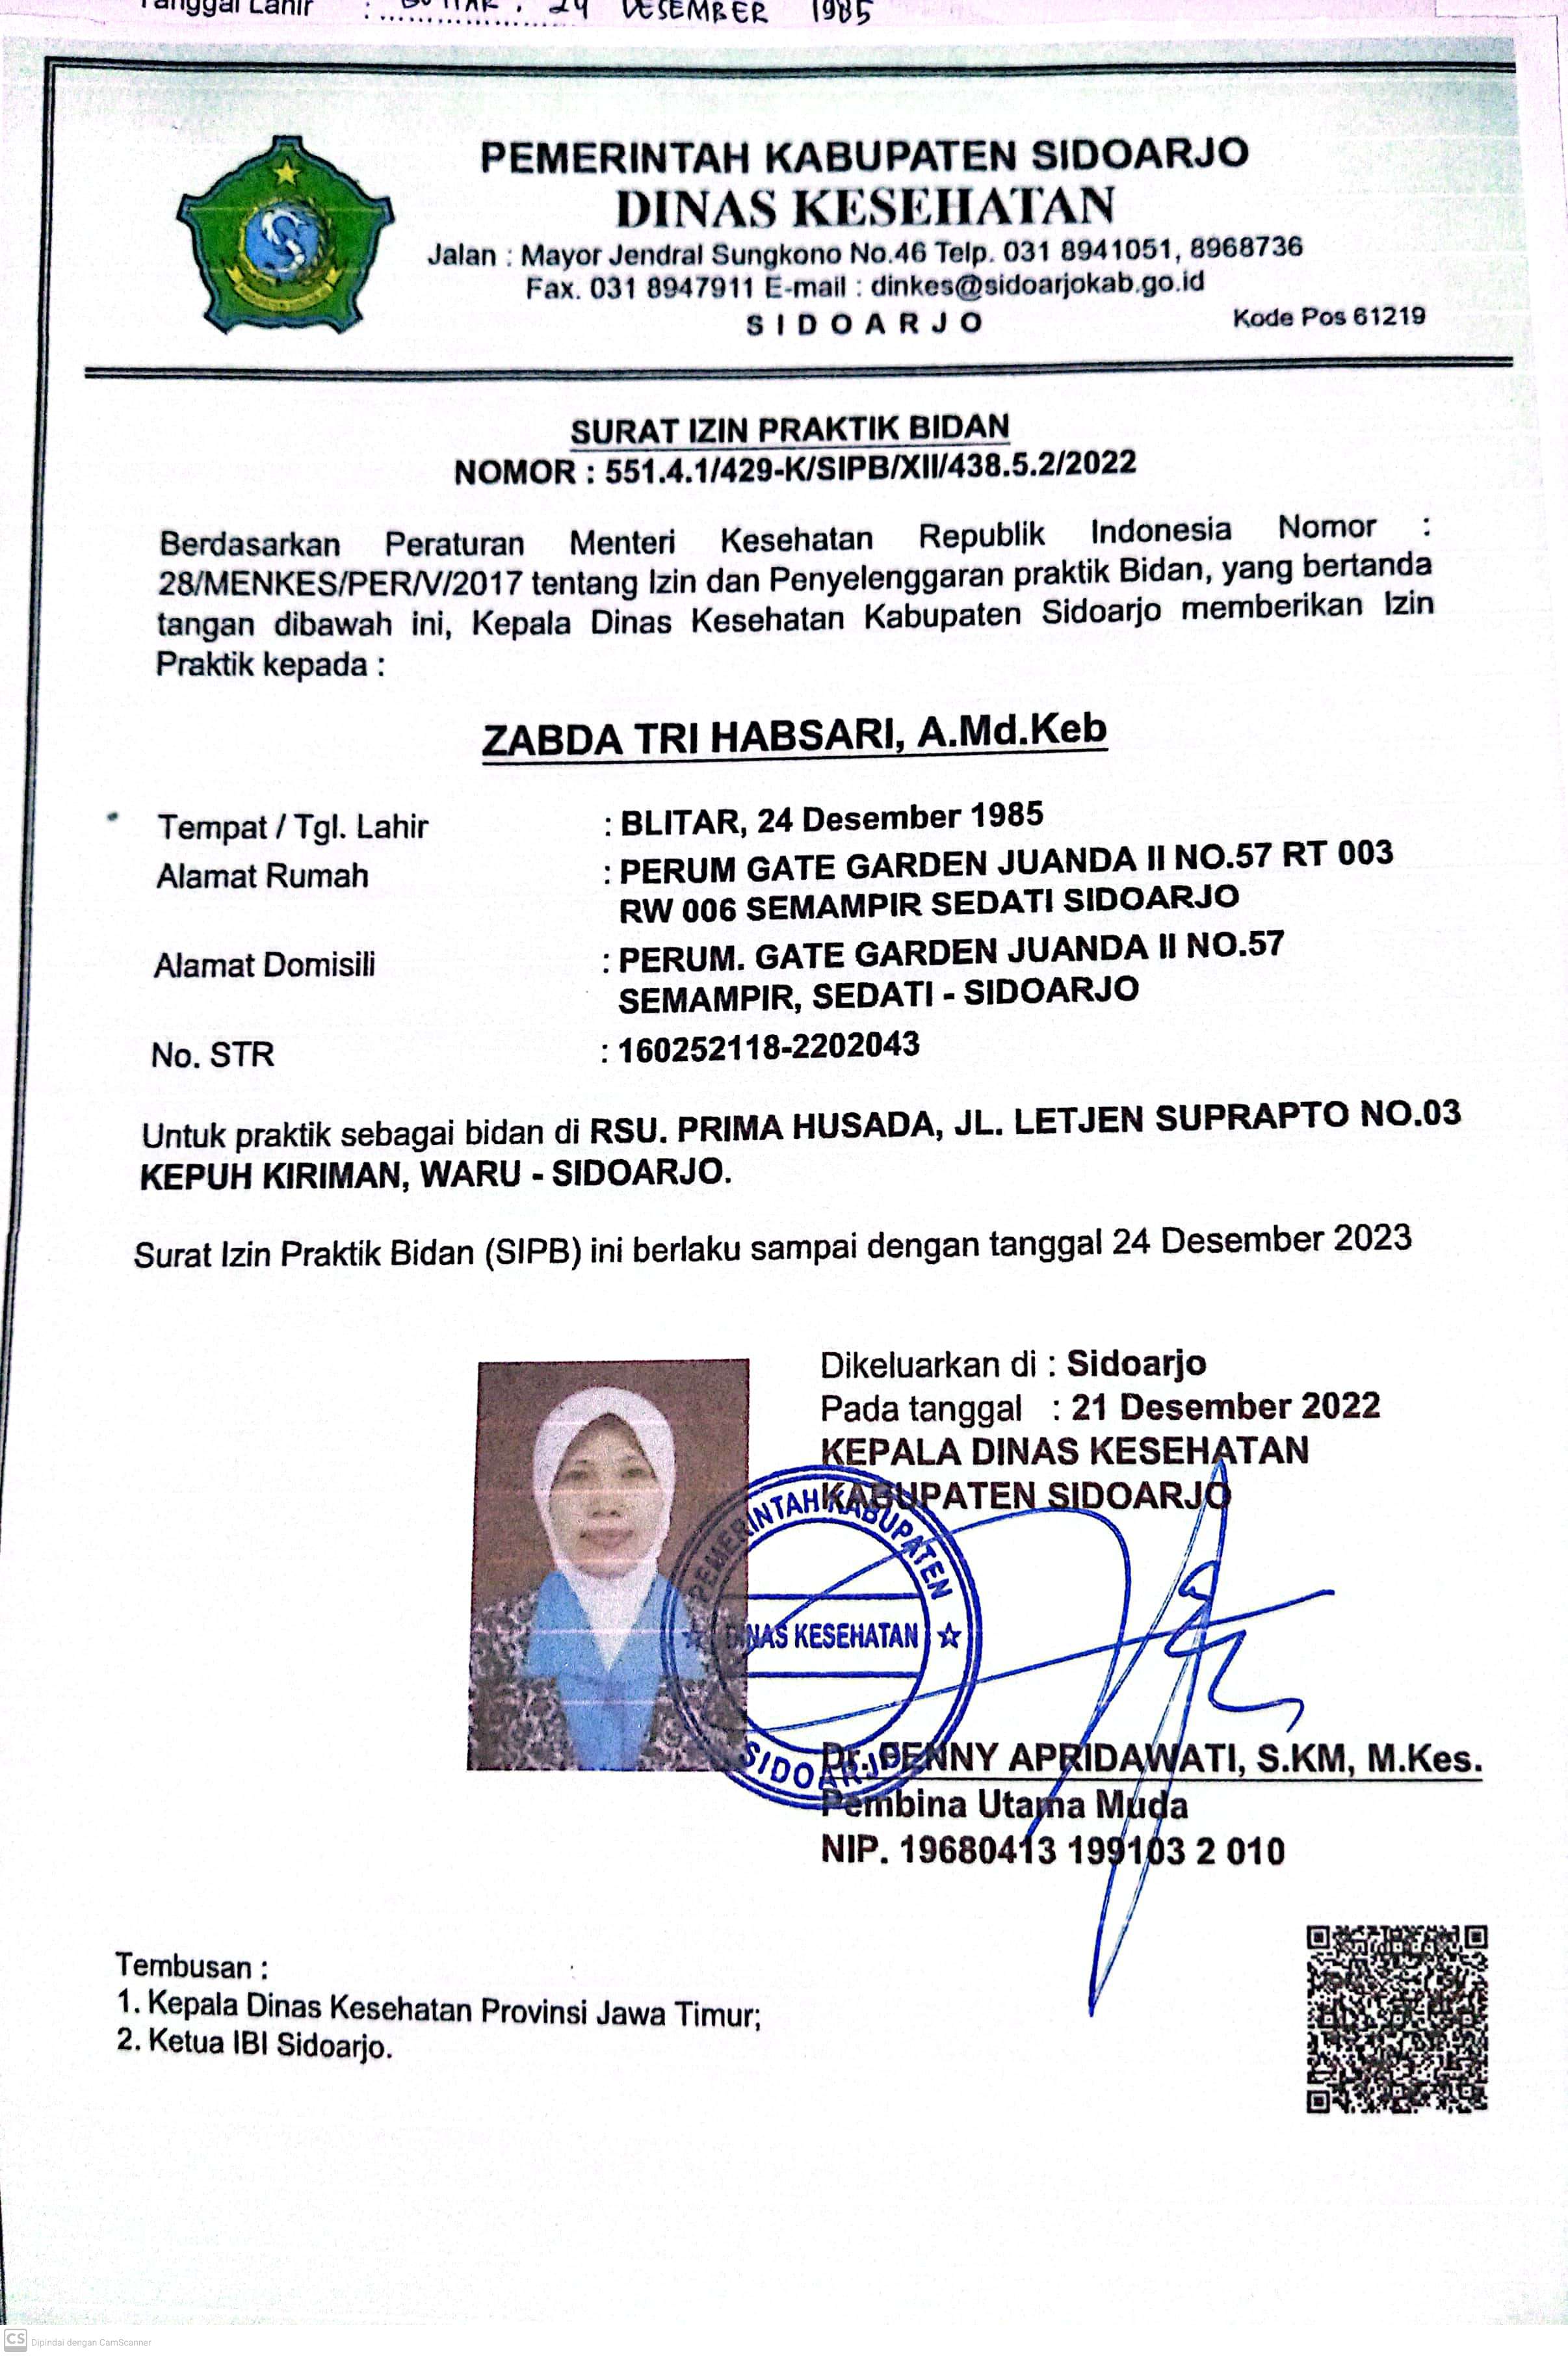 Tanggal Lahir : 24 DESEMBER 1985
PEMERINTAH KABUPATEN SIDOARJO
DINAS KESEHATAN
Jalan : Mayor Jendral Sungkono No.46 Telp. 031 8941051, 8968736
Fax. 031 8947911 E-mail : dinkes@sidoarjokab.go.id
SIDOARJO
Kode Pos 61219
SURAT IZIN PRAKTIK BIDAN
NOMOR : 551.4.1/429-K/SIPB/XII/438.5.2/2022
Berdasarkan Peraturan Menteri Kesehatan Republik Indonesia Nomor :
28/MENKES/PER/V/2017 tentang Izin dan Penyelenggaran praktik Bidan, yang bertanda
tangan dibawah ini, Kepala Dinas Kesehatan Kabupaten Sidoarjo memberikan Izin
Praktik kepada :
ZABDA TRI HABSARI, A.Md.Keb
Tempat / Tgl. Lahir : BLITAR, 24 Desember 1985
Alamat Rumah : PERUM GATE GARDEN JUANDA II NO.57 RT 003
RW 006 SEMAMPIR SEDATI SIDOARJO
Alamat Domisili : PERUM. GATE GARDEN JUANDA II NO.57
SEMAMPIR, SEDATI - SIDOARJO
No. STR : 160252118-2202043
Untuk praktik sebagai bidan di RSU. PRIMA HUSADA, JL. LETJEN SUPRAPTO NO.03
KEPUH KIRIMAN, WARU - SIDOARJO.
Surat Izin Praktik Bidan (SIPB) ini berlaku sampai dengan tanggal 24 Desember 2023
Dikeluarkan di : Sidoarjo
Pada tanggal : 21 Desember 2022
KEPALA DINAS KESEHATAN
KABUPATEN SIDOARJO
PEMERINTAH KABUPATEN
DINAS KESEHATAN
SIDOARJO
Dr. FENNY APRIDAWATI, S.KM, M.Kes.
Pembina Utama Muda
NIP. 19680413 199103 2 010
Tembusan :
1. Kepala Dinas Kesehatan Provinsi Jawa Timur;
2. Ketua IBI Sidoarjo.
CS Dipindai dengan CamScanner